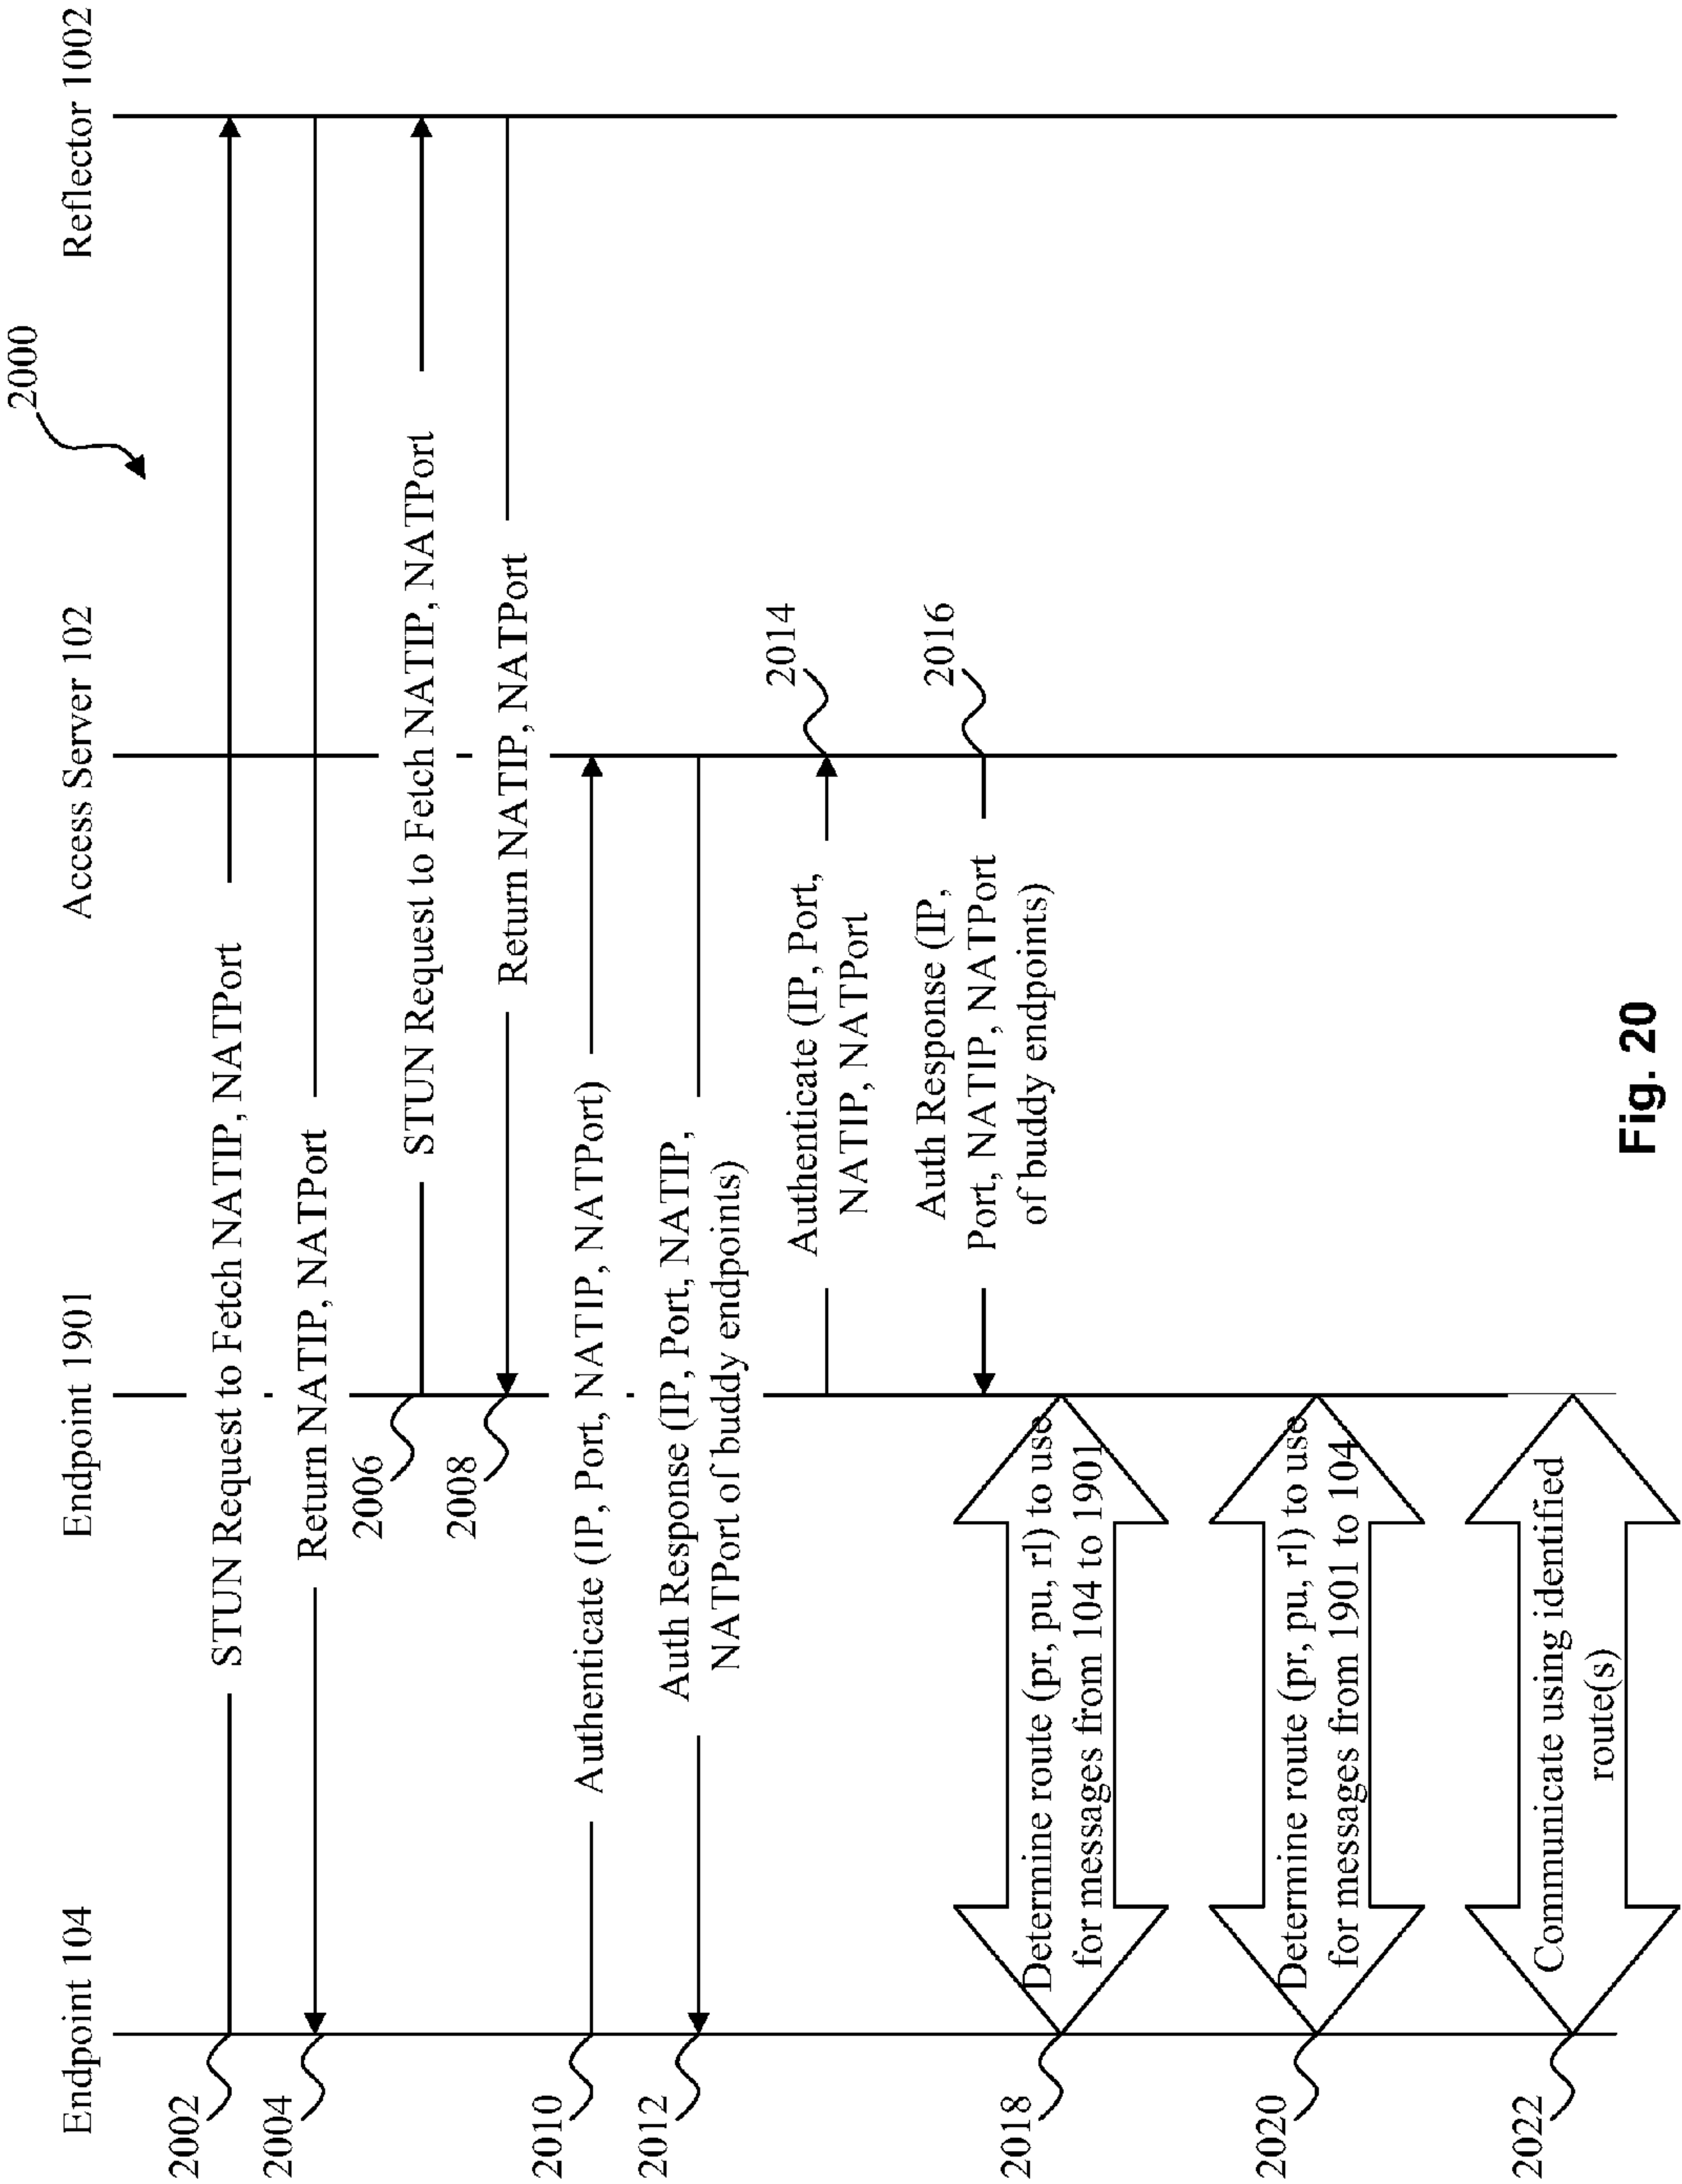 2000
Endpoint 104
Endpoint 1901
Access Server 102
Reflector 1002
2002
STUN Request to Fetch NATIP, NATPort
2004
Return NATIP, NATPort
2006
STUN Request to Fetch NATIP, NATPort
2008
Return NATIP, NATPort
2010
Authenticate (IP, Port, NATIP, NATPort)
2012
Auth Response (IP, Port, NATIP,
NATPort of buddy endpoints)
2014
Authenticate (IP, Port,
NATIP, NATPort
2016
Auth Response (IP,
Port, NATIP, NATPort
of buddy endpoints)
2018
Determine route (pr, pu, rl) to use
for messages from 104 to 1901
2020
Determine route (pr, pu, rl) to use
for messages from 1901 to 104
2022
Communicate using identified
route(s)
Fig. 20